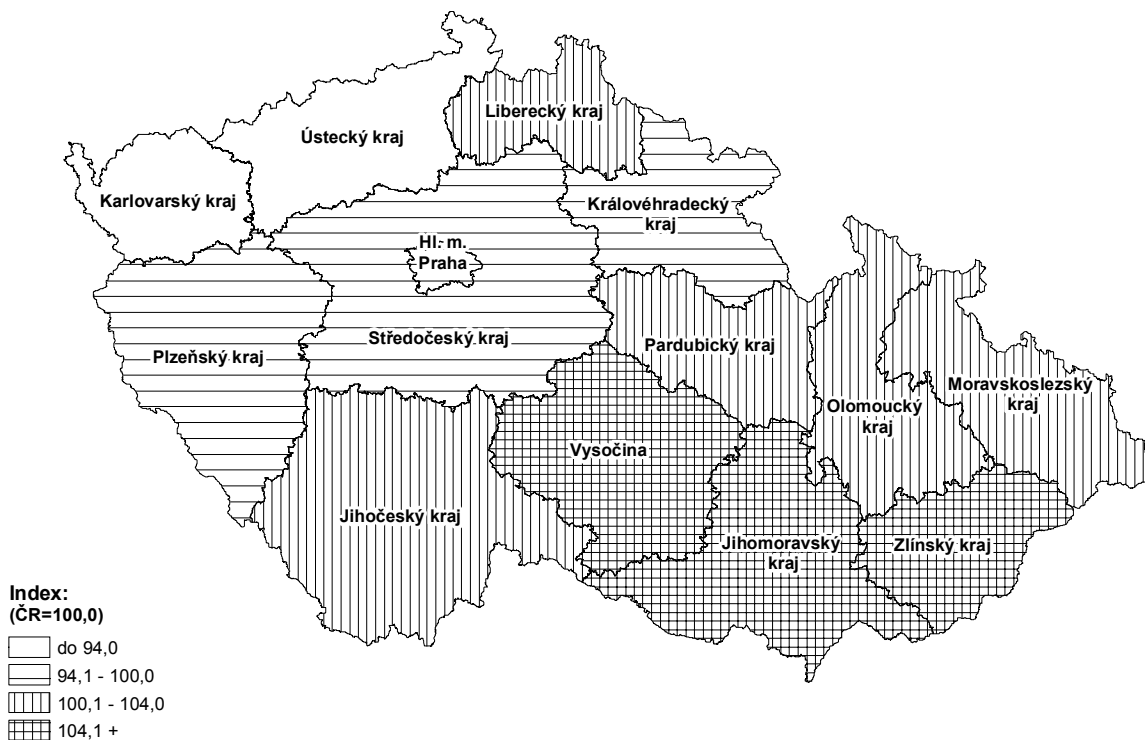 Liberecký kraj
Ústecký kraj
Karlovarský kraj
Královéhradecký
kraj
Hl. m.
Praha
Středočeský kraj
Plzeňský kraj
Pardubický kraj
Moravskoslezský
kraj
Olomoucký
kraj
Vysočina
Jihočeský kraj
Jihomoravský
kraj
Zlínský kraj
Index:
(ČR=100,0)
do 94,0
94,1 - 100,0
100,1 - 104,0
104,1 +